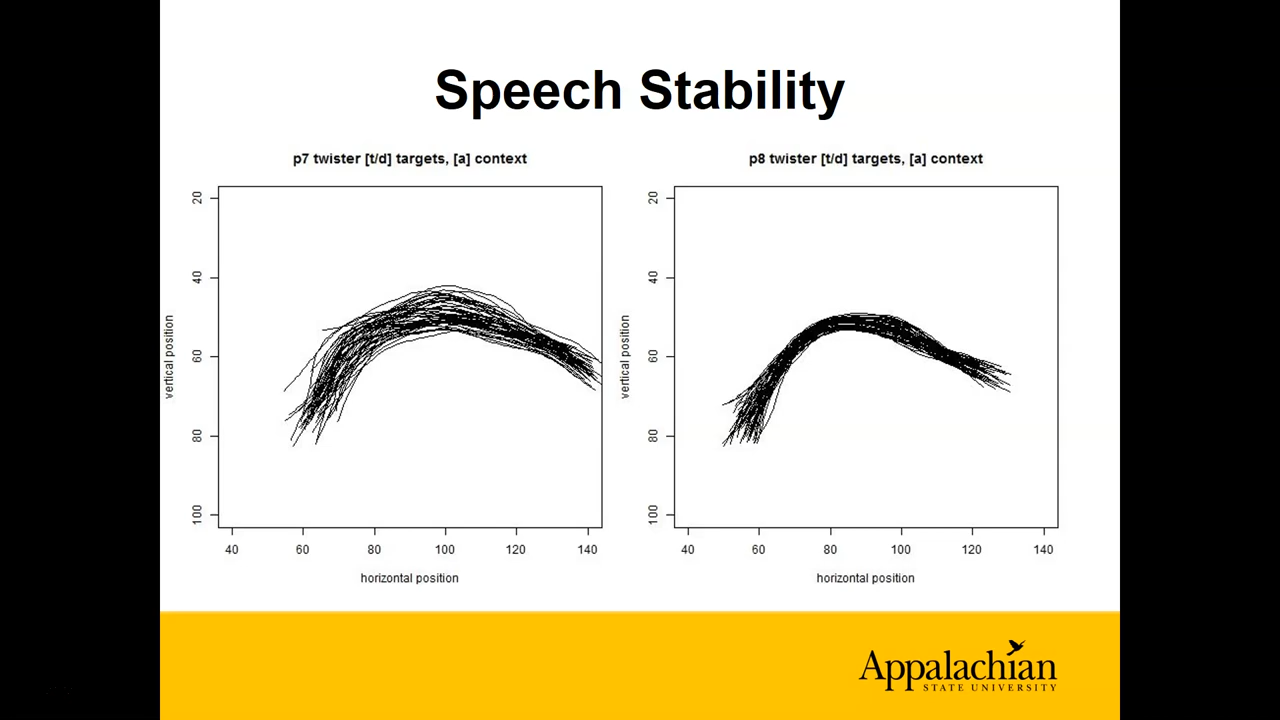 Speech Stability
p7 twister [t/d] targets, [a] context
20
40
60
80
100
vertical position
40
60
80
100
120
140
horizontal position
p8 twister [t/d] targets, [a] context
20
40
60
80
100
vertical position
40
60
80
100
120
140
horizontal position
Appalachian
STATE UNIVERSITY